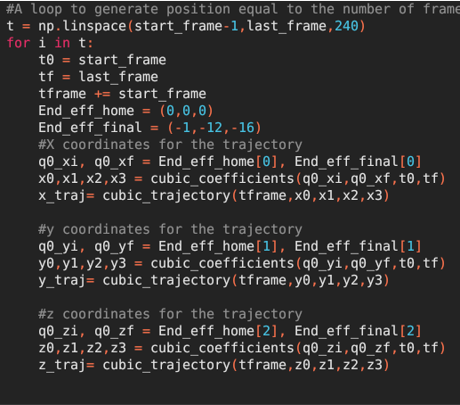 #A loop to generate position equal to the number of frame
t = np.linspace(start_frame-1,last_frame,240)
for i in t:
t0 = start_frame
tf = last_frame
tframe += start_frame
End_eff_home = (0,0,0)
End_eff_final = (-1,-12,-16)
#X coordinates for the trajectory
q0_xi, q0_xf = End_eff_home[0], End_eff_final[0]
x0,x1,x2,x3 = cubic_coefficients(q0_xi,q0_xf,t0,tf)
x_traj= cubic_trajectory(tframe,x0,x1,x2,x3)
#y coordinates for the trajectory
q0_yi, q0_yf = End_eff_home[1], End_eff_final[1]
y0,y1,y2,y3 = cubic_coefficients(q0_yi,q0_yf,t0,tf)
y_traj= cubic_trajectory(tframe,y0,y1,y2,y3)
#z coordinates for the trajectory
q0_zi, q0_zf = End_eff_home[2], End_eff_final[2]
z0,z1,z2,z3 = cubic_coefficients(q0_zi,q0_zf,t0,tf)
z_traj= cubic_trajectory(tframe,z0,z1,z2,z3)